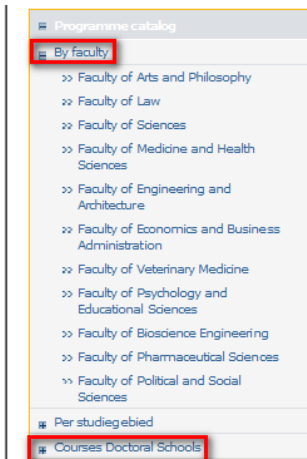 Programme catalog
By faculty
>> Faculty of Arts and Philosophy
>> Faculty of Law
>> Faculty of Sciences
>> Faculty of Medicine and Health
Sciences
>> Faculty of Engineering and
Architecture
>> Faculty of Economics and Business
Administration
>> Faculty of Veterinary Medicine
>> Faculty of Psychology and
Educational Sciences
>> Faculty of Bioscience Engineering
>> Faculty of Pharmaceutical Sciences
>> Faculty of Political and Social
Sciences
Per studiegebied
Courses Doctoral Schools